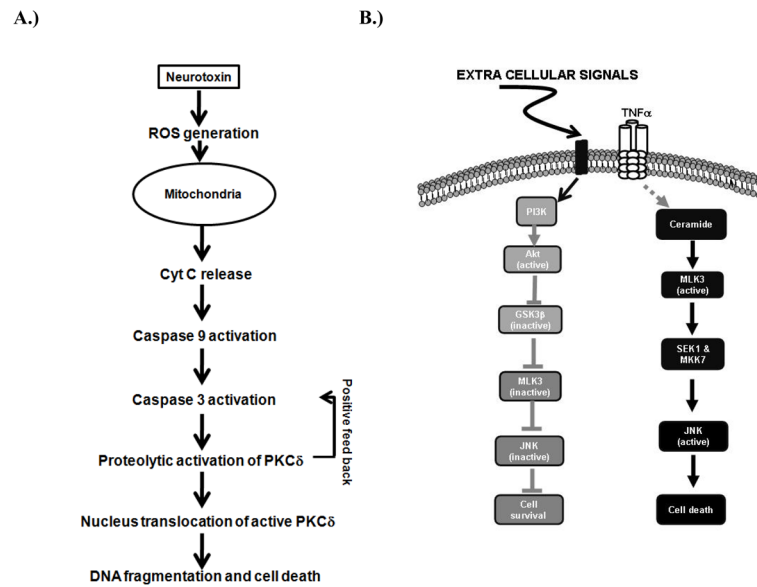 A.)
Neurotoxin
ROS generation
Mitochondria
Cyt C release
Caspase 9 activation
Caspase 3 activation
Positive feed back
Proteolytic activation of PKCδ
Nucleus translocation of active PKCδ
DNA fragmentation and cell death
B.)
EXTRA CELLULAR SIGNALS
TNFα
PI3K
Akt
(active)
GSK3β
(inactive)
MLK3
(inactive)
JNK
(inactive)
Cell
survival
Ceramide
MLK3
(active)
SEK1 &
MKK7
JNK
(active)
Cell death